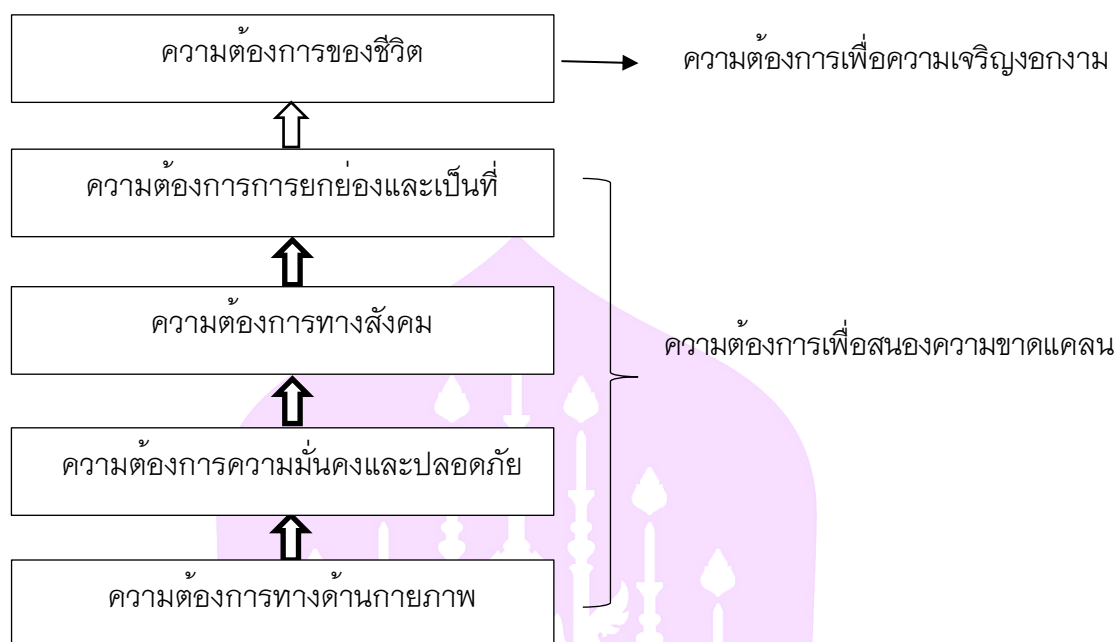 ความต้องการของชีวิต
ความต้องการเพื่อความเจริญงอกงาม
ความต้องการการยกย่องและเป็นที่
ความต้องการทางสังคม
ความต้องการเพื่อสนองความขาดแคลน
ความต้องการความมั่นคงและปลอดภัย
ความต้องการทางด้านกายภาพ